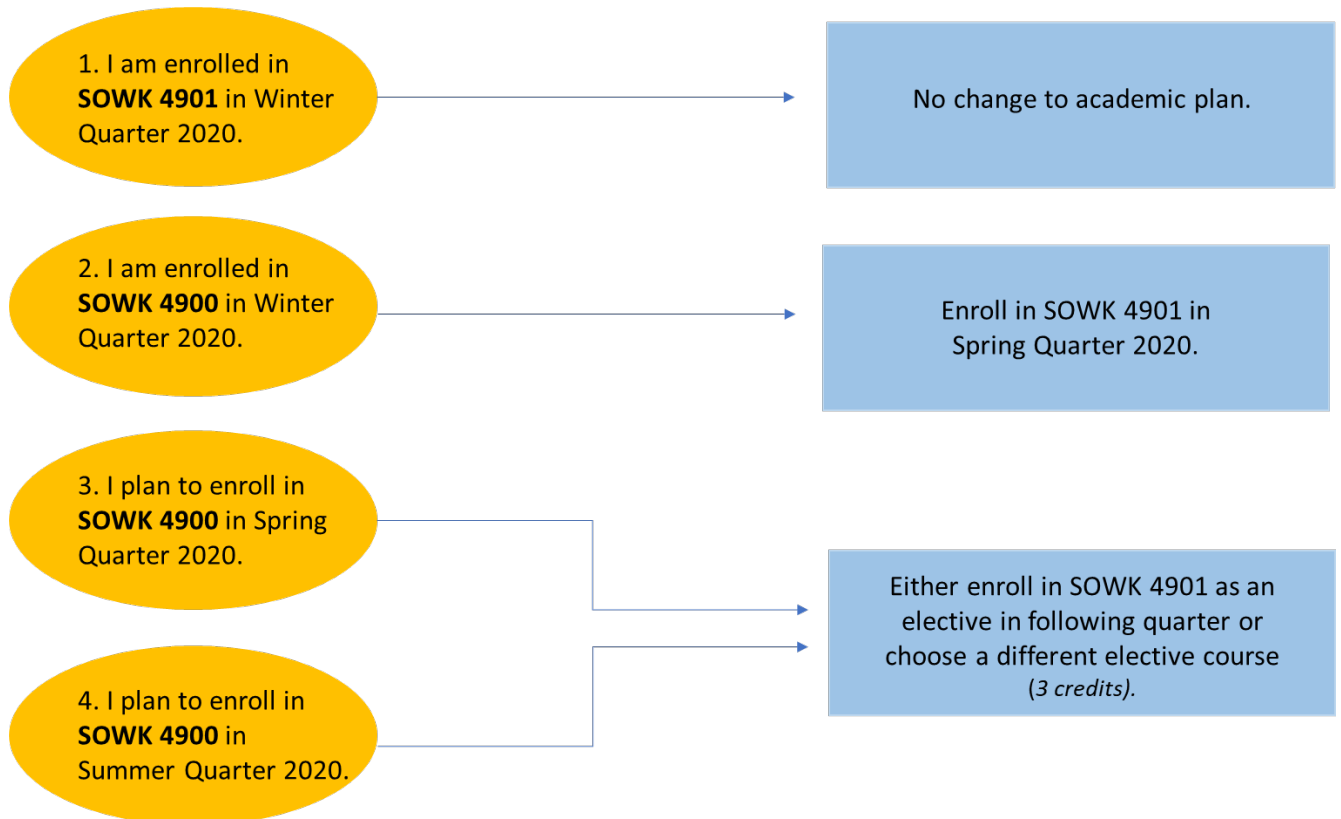 1. I am enrolled in
SOWK 4901 in Winter
Quarter 2020.
No change to academic plan.
2. I am enrolled in
SOWK 4900 in Winter
Quarter 2020.
Enroll in SOWK 4901 in
Spring Quarter 2020.
3. I plan to enroll in
SOWK 4900 in Spring
Quarter 2020.
Either enroll in SOWK 4901 as an
elective in following quarter or
choose a different elective course
(3 credits).
4. I plan to enroll in
SOWK 4900 in
Summer Quarter 2020.